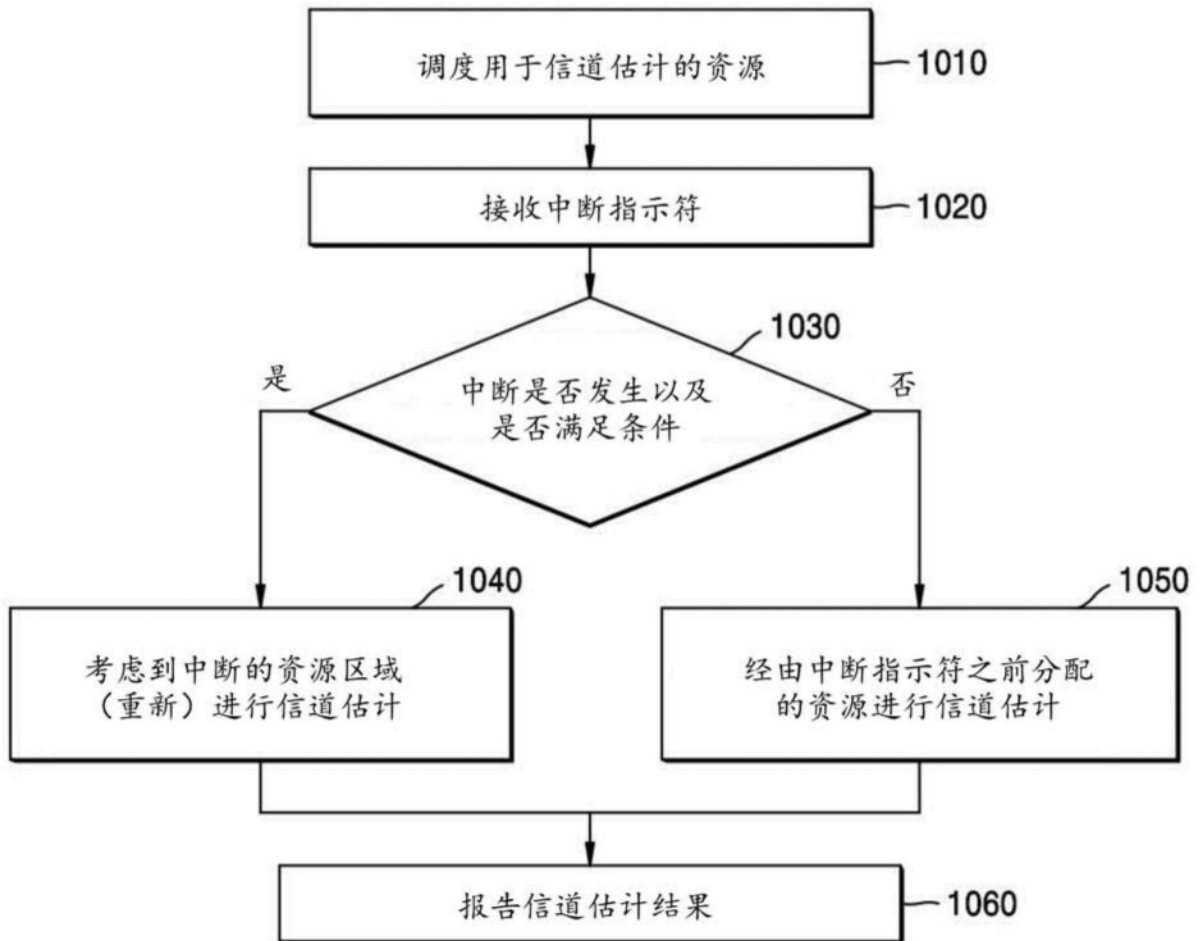 调度用于信道估计的资源
1010
接收中断指示符
1020
1030
是
中断是否发生以及
是否满足条件
否
1040
考虑到中断的资源区域
（重新）进行信道估计
1050
经由中断指示符之前分配
的资源进行信道估计
报告信道估计结果
1060